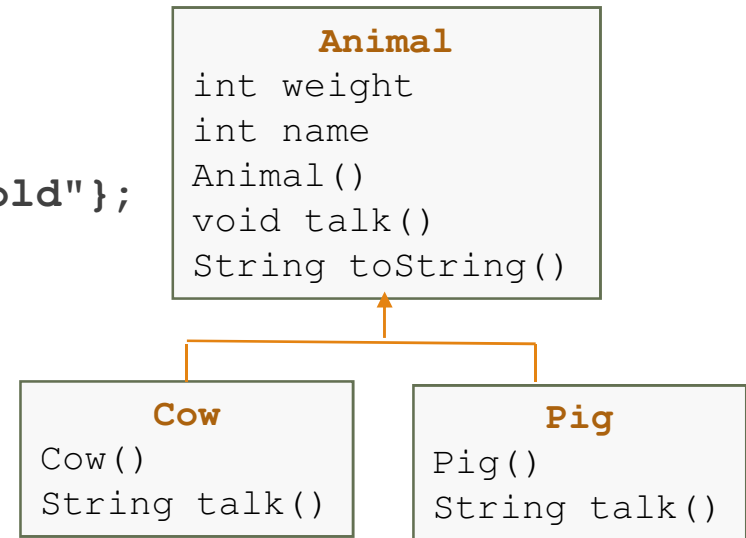 Animal
int weight
int name
Animal()
void talk()
String toString()
old"};
Cow
Cow()
String talk()
Pig
Pig()
String talk()